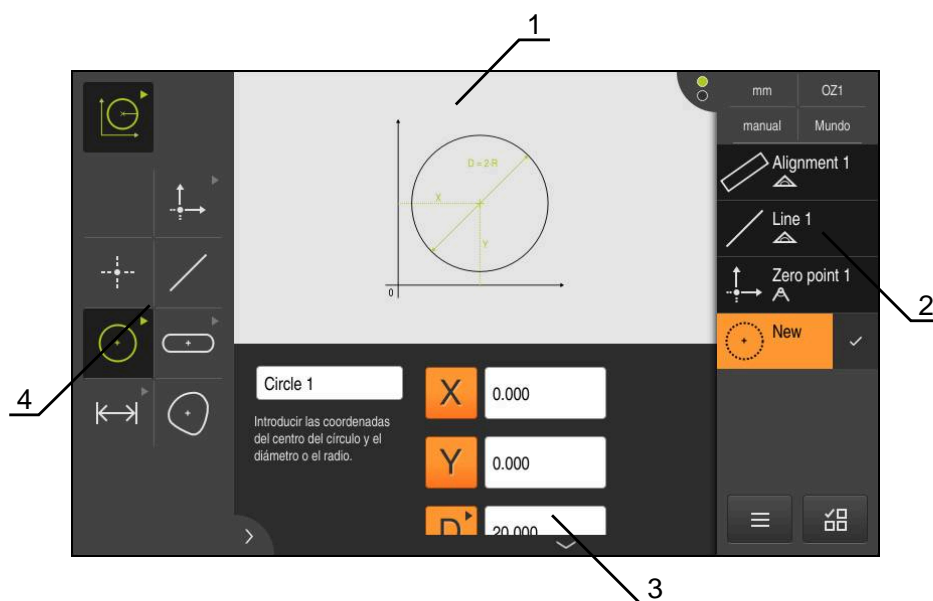 1
mm
OZ1
manual
Mundo
D = 2 R
X
Y
0
Alignment 1
Line 1
Zero point 1
New
2
4
Circle 1
Introducir las coordenadas
del centro del círculo y el
diámetro o el radio.
X
0.000
Y
0.000
D
20.000
3